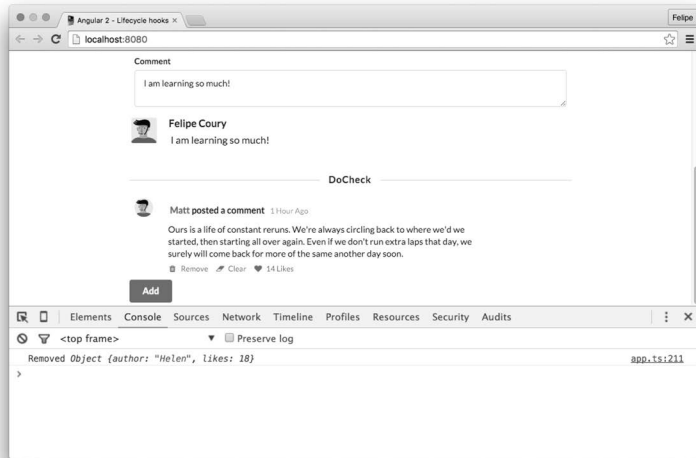 Angular 2 - Lifecycle hooks ×
Felipe
localhost:8080
Comment
I am learning so much!
Felipe Coury
I am learning so much!
DoCheck
Matt posted a comment 1 Hour Ago
Ours is a life of constant reruns. We're always circling back to where we'd we
started, then starting all over again. Even if we don't run extra laps that day, we
surely will come back for more of the same another day soon.
Remove Clear 14 Likes
Add
Elements Console Sources Network Timeline Profiles Resources Security Audits
<top frame> ▼ Preserve log
Removed Object {author: "Helen", likes: 18} app.ts:211
>